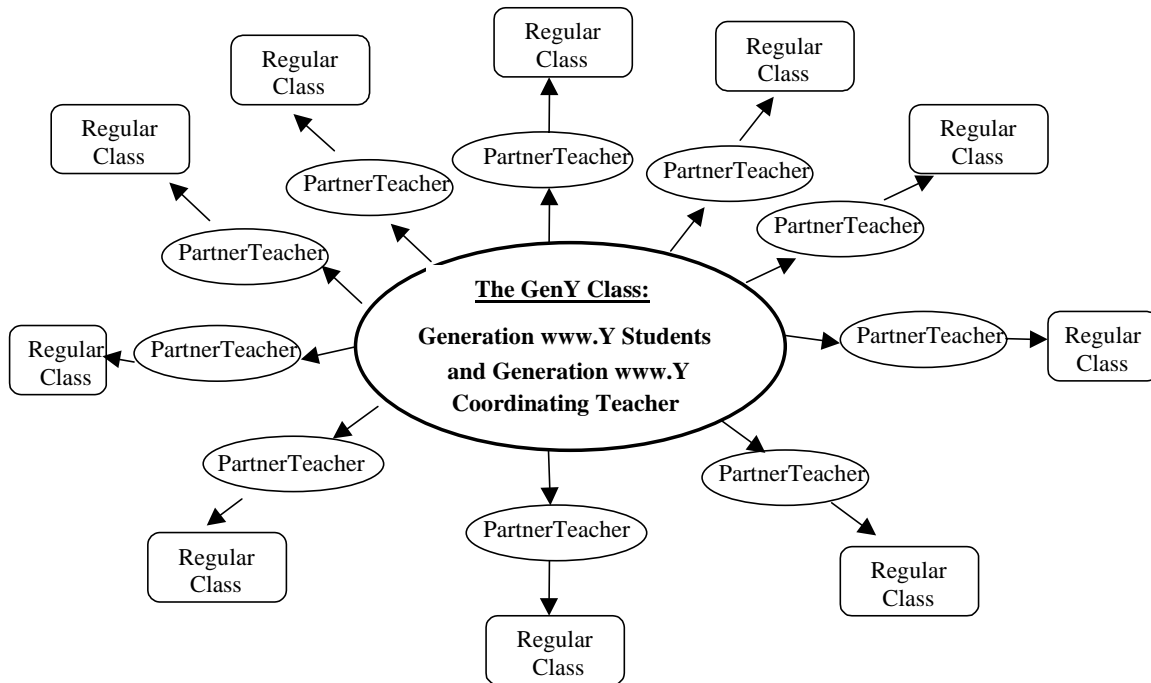 Regular
Class
Regular
Class
Regular
Class
Regular
Class
Regular
Class
Regular
Class
PartnerTeacher
PartnerTeacher
PartnerTeacher
PartnerTeacher
PartnerTeacher
The GenY Class:
Generation www.Y Students
and Generation www.Y
Coordinating Teacher
PartnerTeacher
Regular
Class
PartnerTeacher
Regular
Class
PartnerTeacher
PartnerTeacher
PartnerTeacher
Regular
Class
Regular
Class
Regular
Class